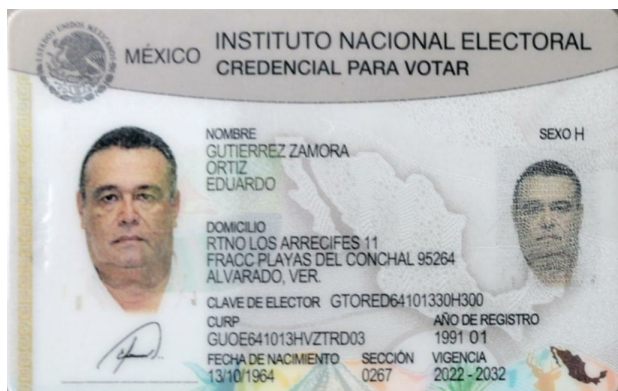 MÉXICO
INSTITUTO NACIONAL ELECTORAL
CREDENCIAL PARA VOTAR
NOMBRE
GUTIERREZ ZAMORA
ORTIZ
EDUARDO
SEXO H
DOMICILIO
RTNO LOS ARRECIFES 11
FRACC PLAYAS DEL CONCHAL 95264
ALVARADO, VER.
CLAVE DE ELECTOR GTORED64101330H300
CURP
GUOE641013HVZTRD03
AÑO DE REGISTRO
1991 01
FECHA DE NACIMIENTO SECCIÓN VIGENCIA
13/10/1964 0267 2022 - 2032